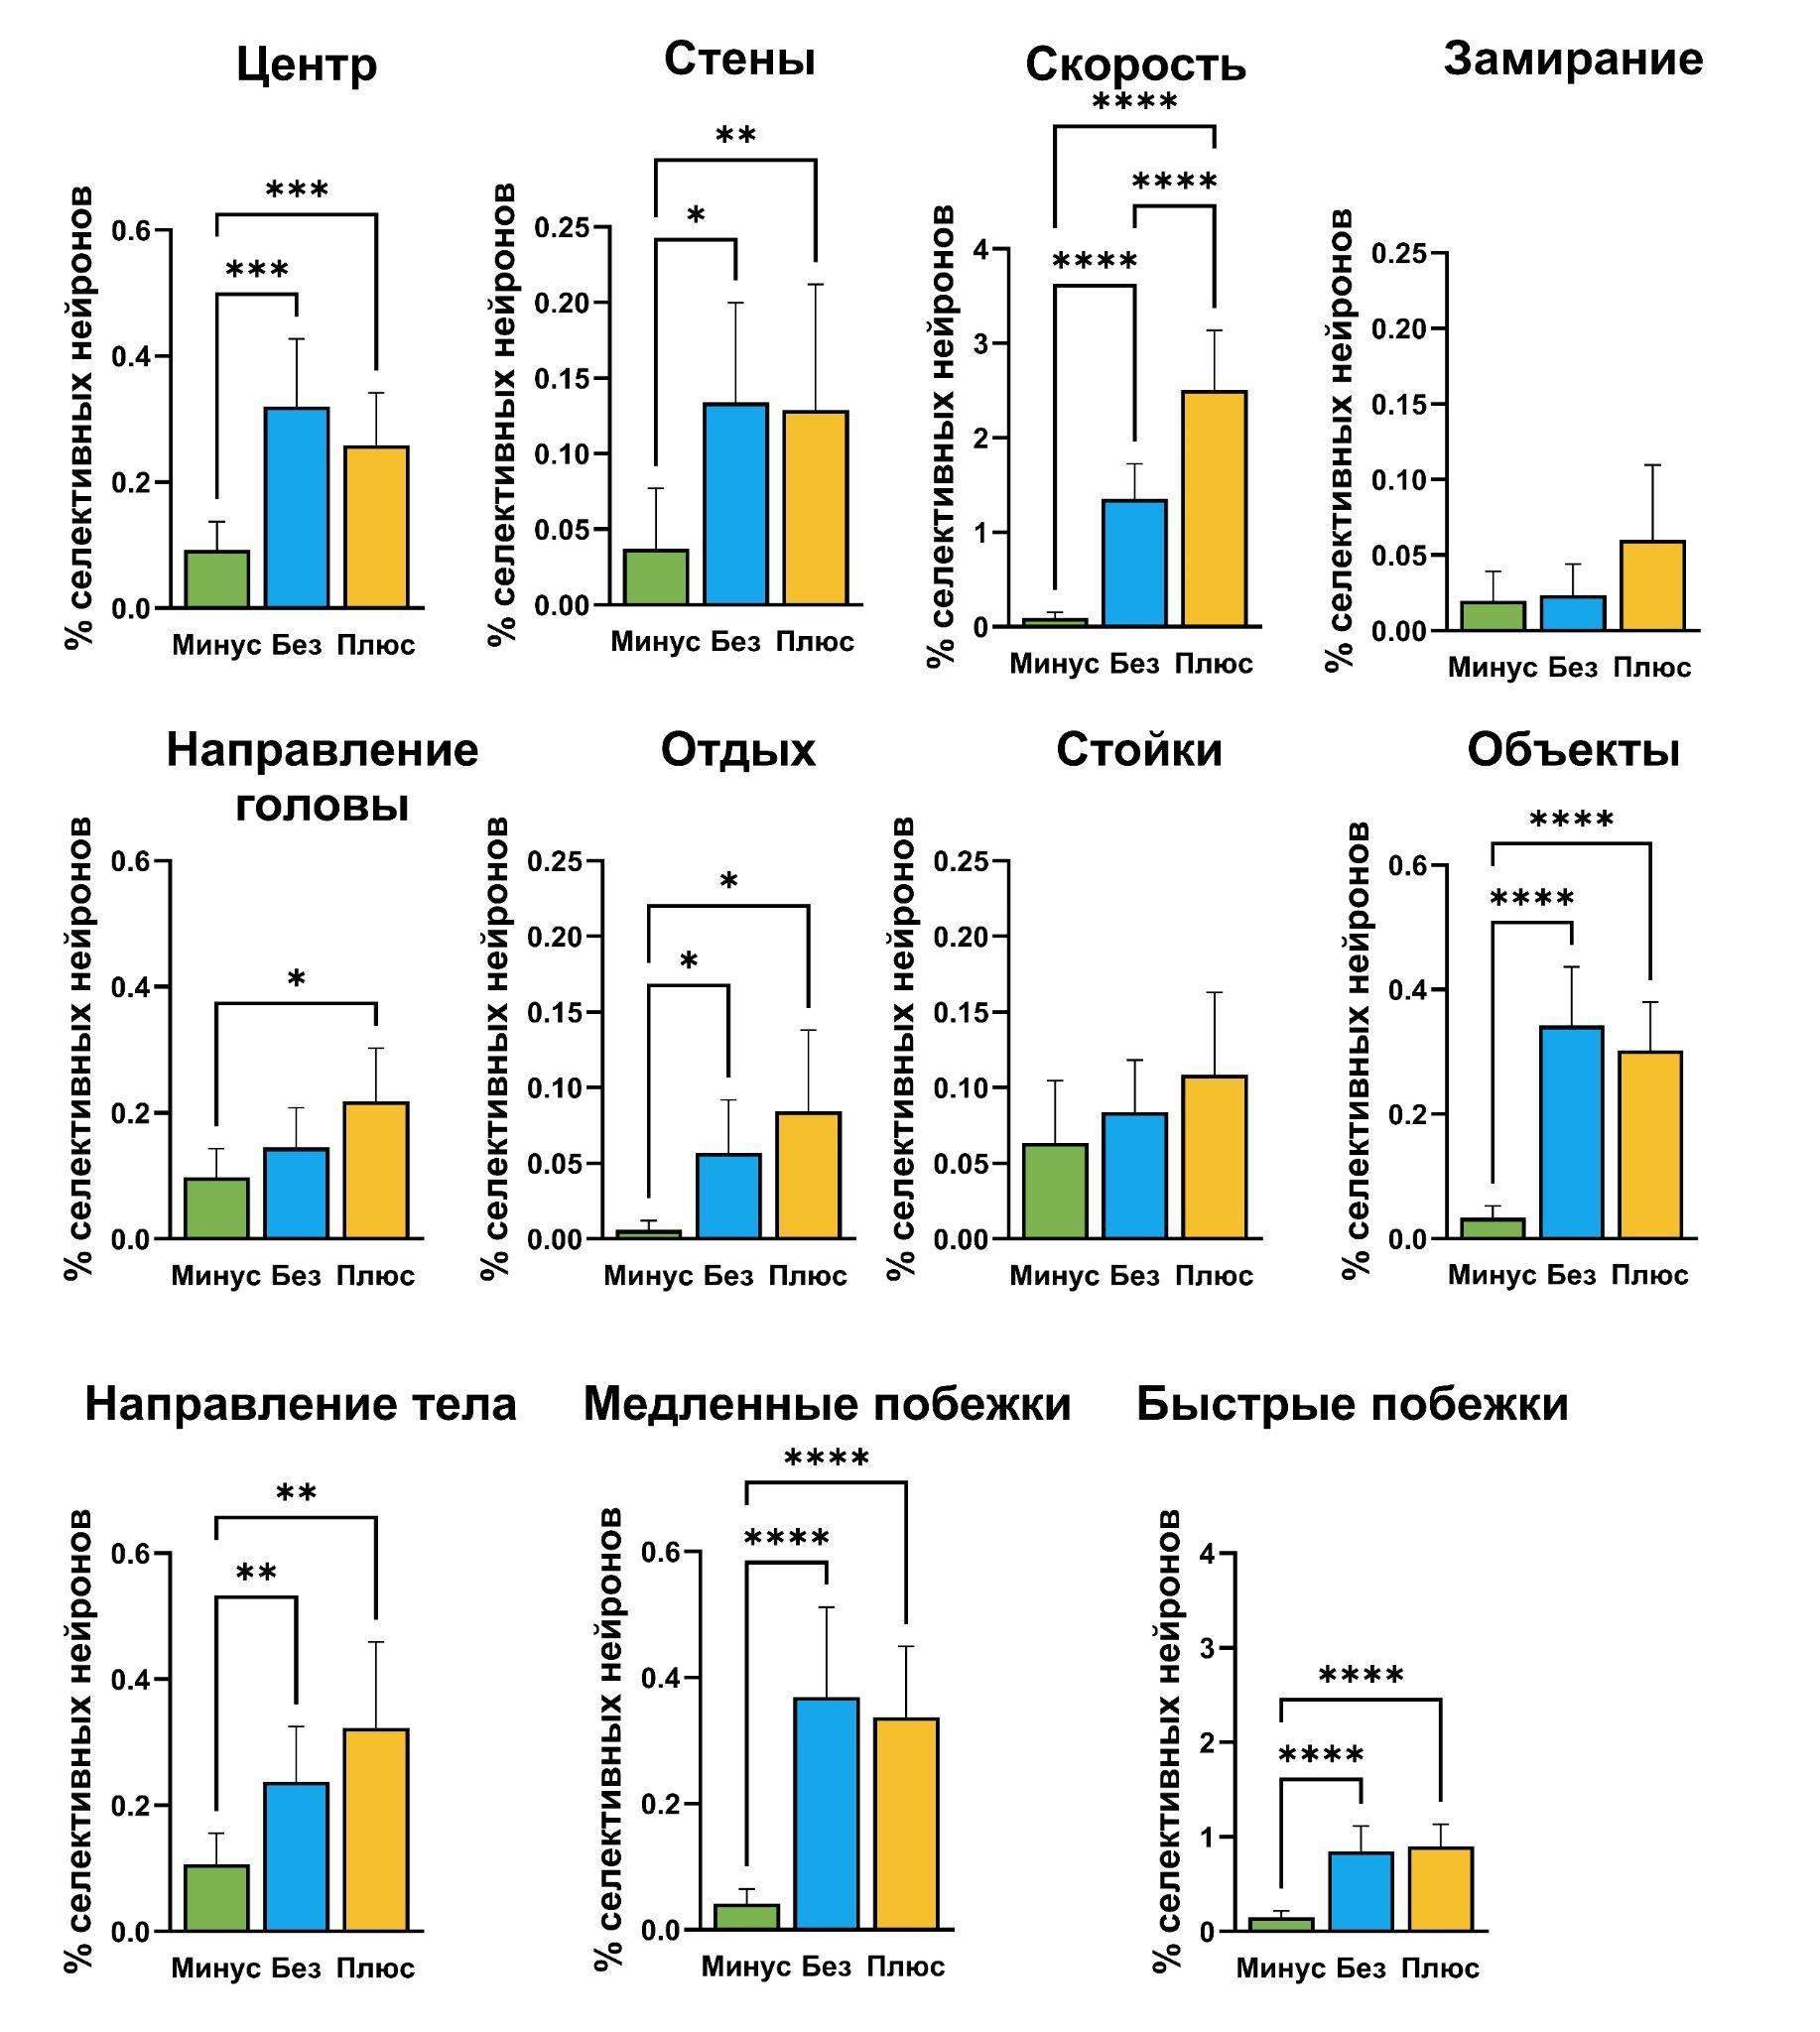 Центр
***
***
% селективных нейронов
0.6
0.4
0.2
0.0
Минус Без Плюс
Стены
**
*
% селективных нейронов
0.25
0.20
0.15
0.10
0.05
0.00
Минус Без Плюс
Скорость
****
****
****
% селективных нейронов
4
3
2
1
0
Минус Без Плюс
Замирание
% селективных нейронов
0.25
0.20
0.15
0.10
0.05
0.00
Минус Без Плюс
Направление
головы
*
% селективных нейронов
0.6
0.4
0.2
0.0
Минус Без Плюс
Отдых
*
*
% селективных нейронов
0.25
0.20
0.15
0.10
0.05
0.00
Минус Без Плюс
Стойки
% селективных нейронов
0.25
0.20
0.15
0.10
0.05
0.00
Минус Без Плюс
Объекты
****
****
% селективных нейронов
0.6
0.4
0.2
0.0
Минус Без Плюс
Направление тела
**
**
% селективных нейронов
0.6
0.4
0.2
0.0
Минус Без Плюс
Медленные побежки
****
****
% селективных нейронов
0.6
0.4
0.2
0.0
Минус Без Плюс
Быстрые побежки
****
****
% селективных нейронов
4
3
2
1
0
Минус Без Плюс